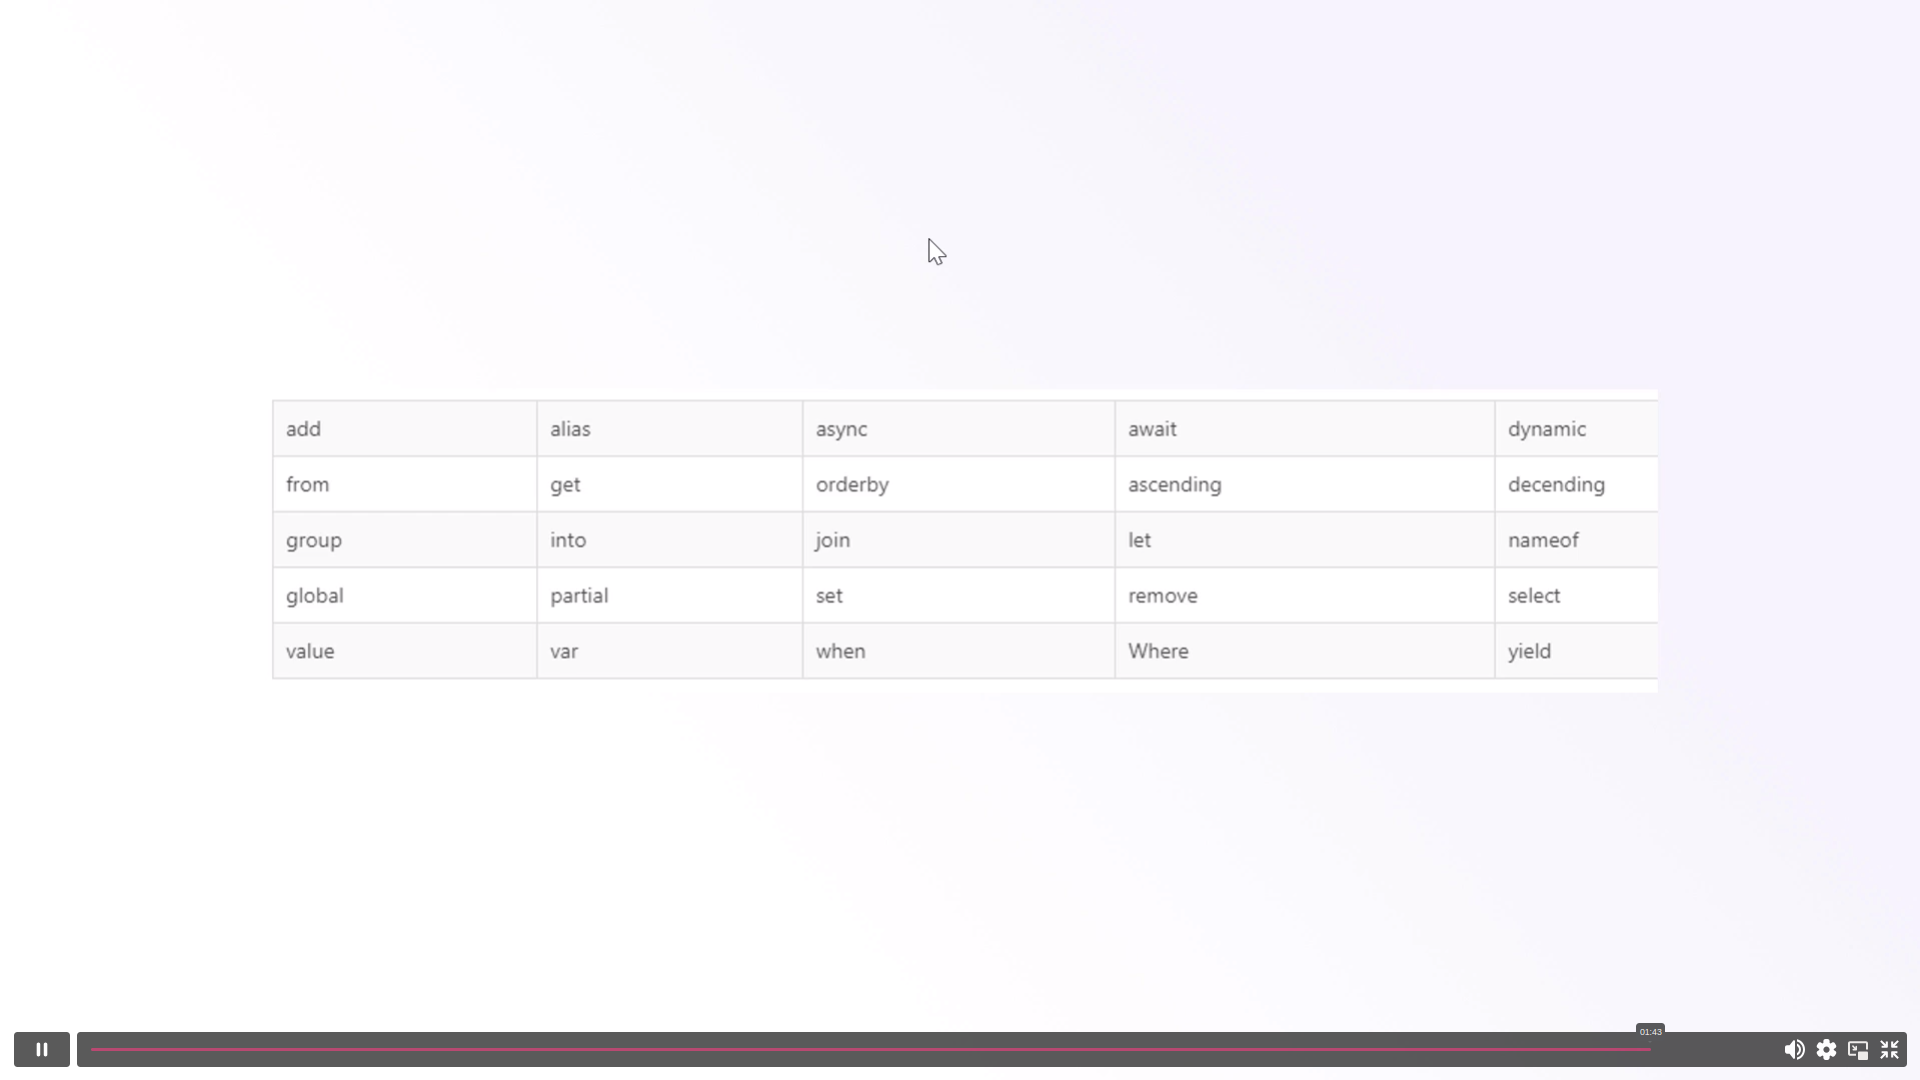 add alias async await dynamic
from get orderby ascending decending
group into join let nameof
global partial set remove select
value var when Where yield
01:43